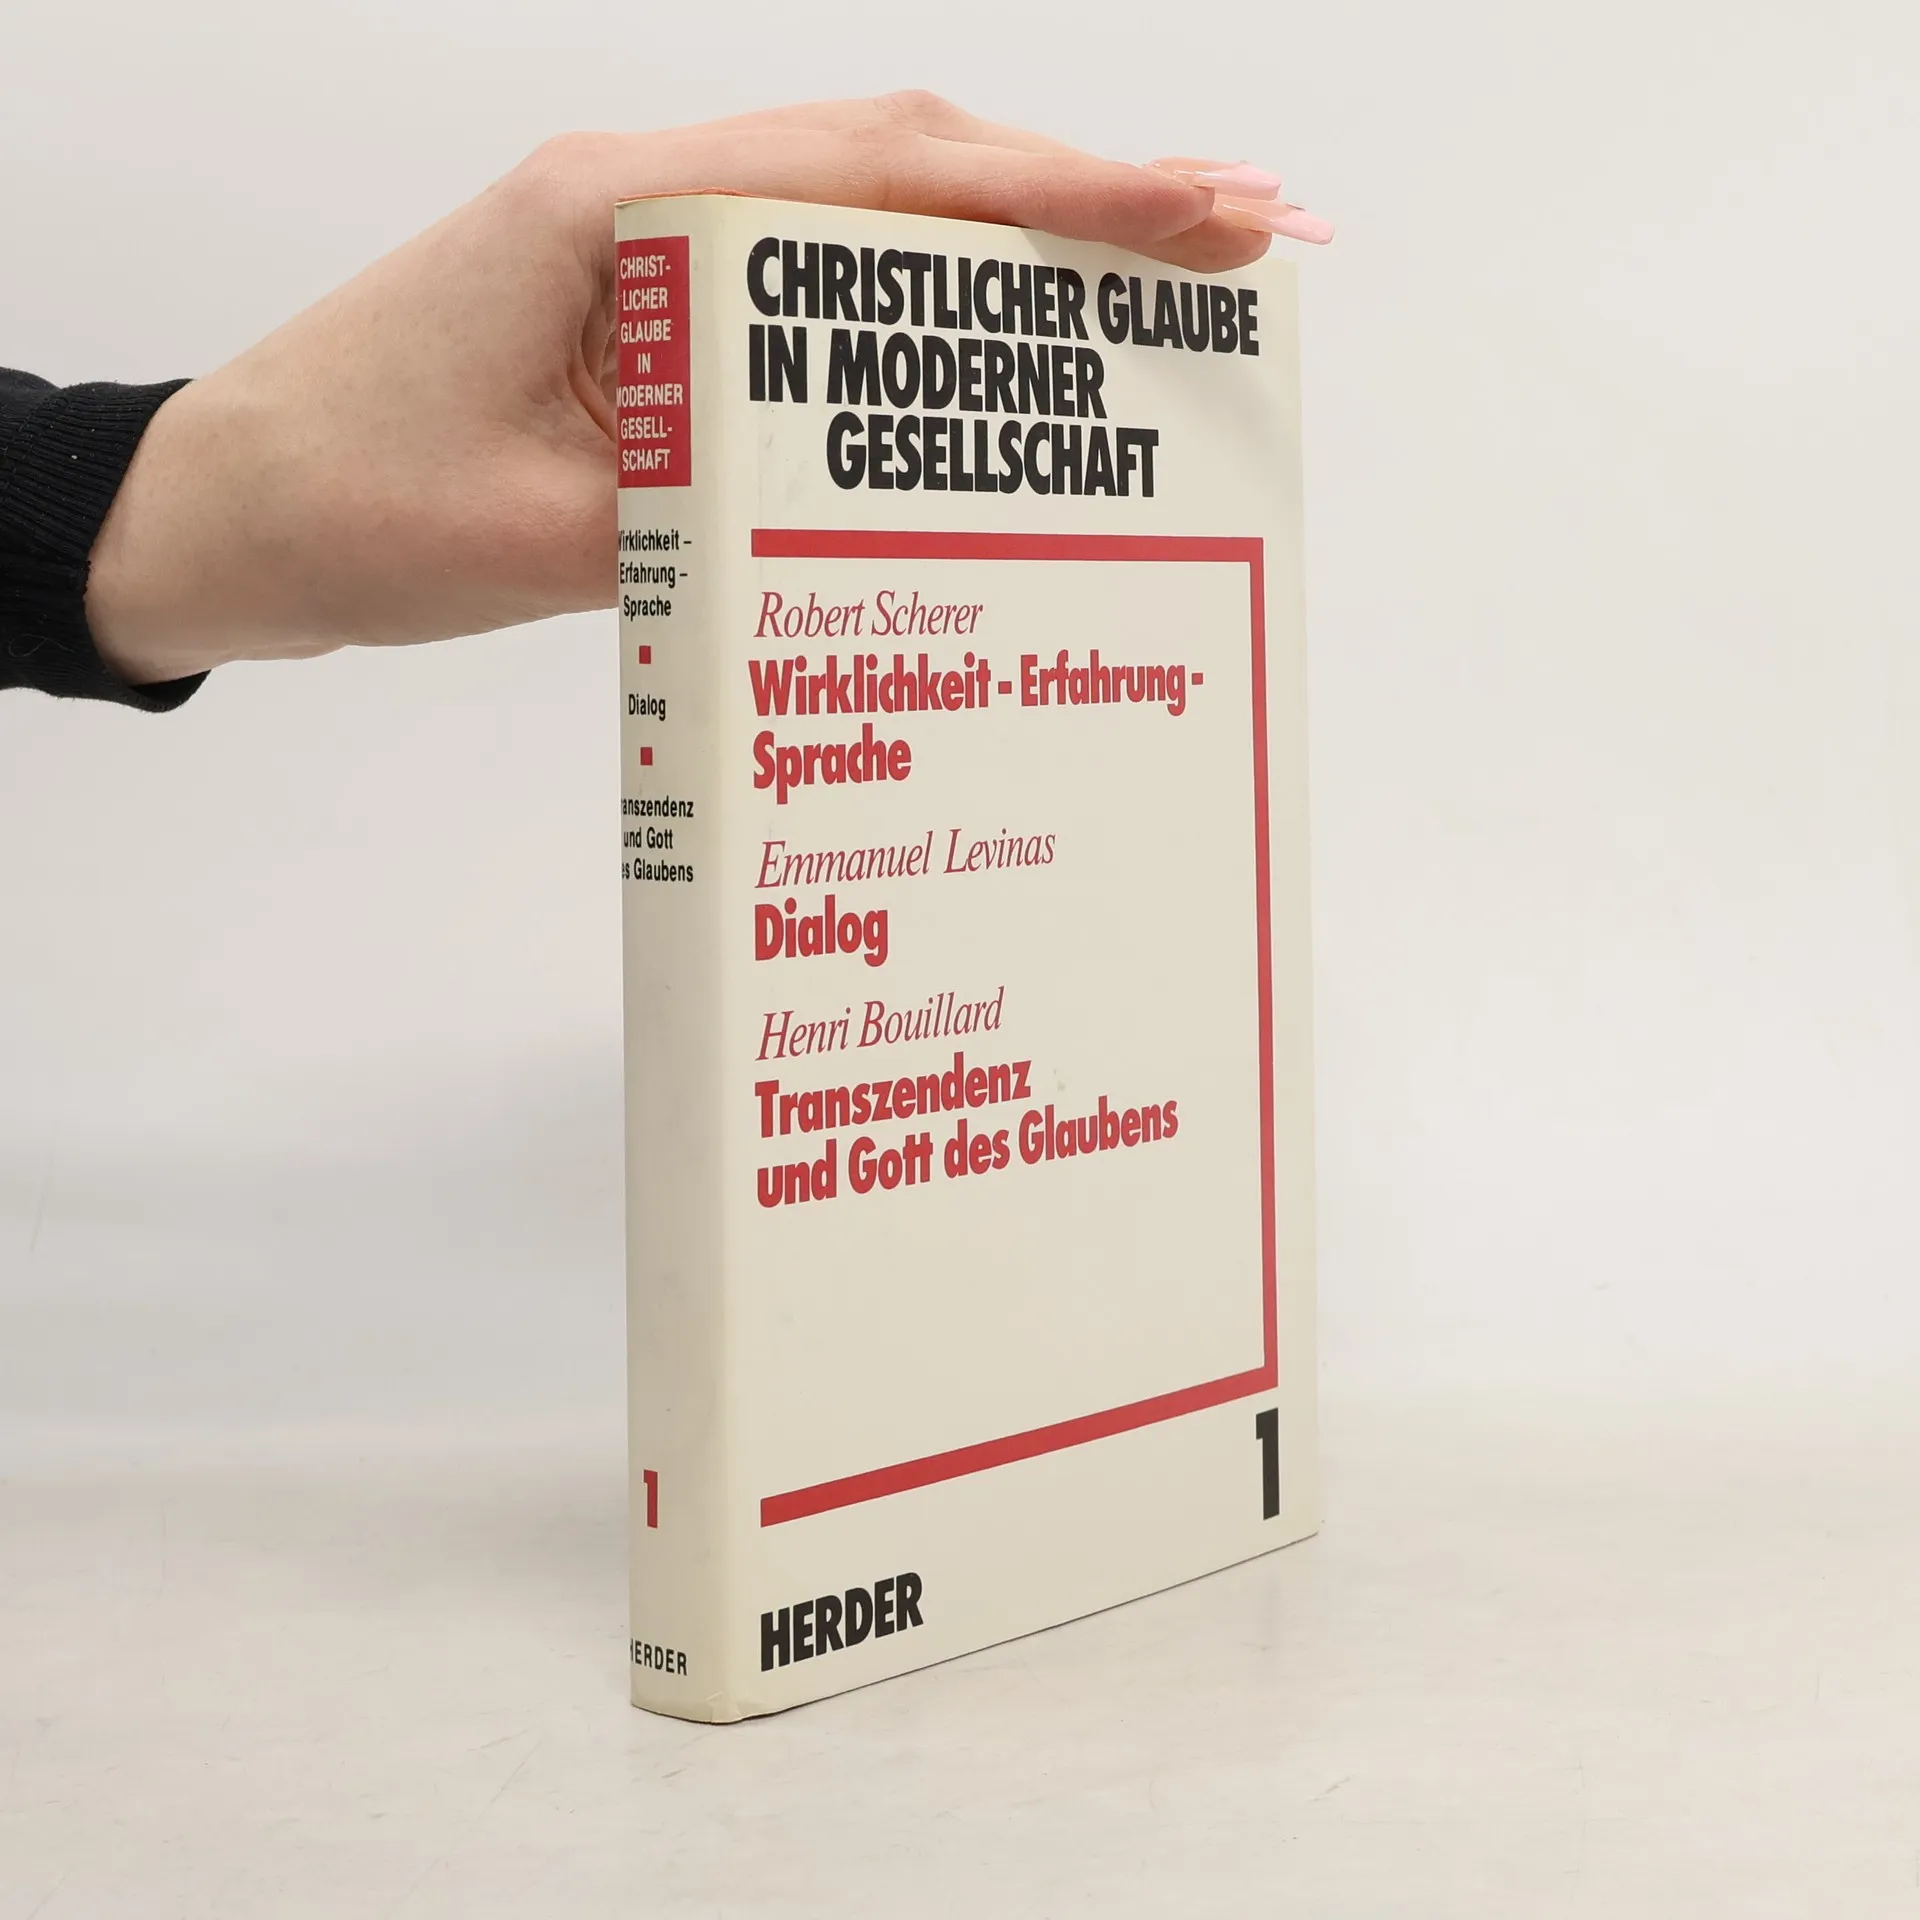 CHRIST-
LICHER
GLAUBE
IN
MODERNER
GESELL-
SCHAFT
Wirklichkeit –
Erfahrung –
Sprache
Dialog
Transzendenz
und Gott
des Glaubens
1
HERDER
CHRISTLICHER GLAUBE
IN MODERNER
GESELLSCHAFT
Robert Scherer
Wirklichkeit - Erfahrung -
Sprache
Emmanuel Levinas
Dialog
Henri Bouillard
Transzendenz
und Gott des Glaubens
1
HERDER